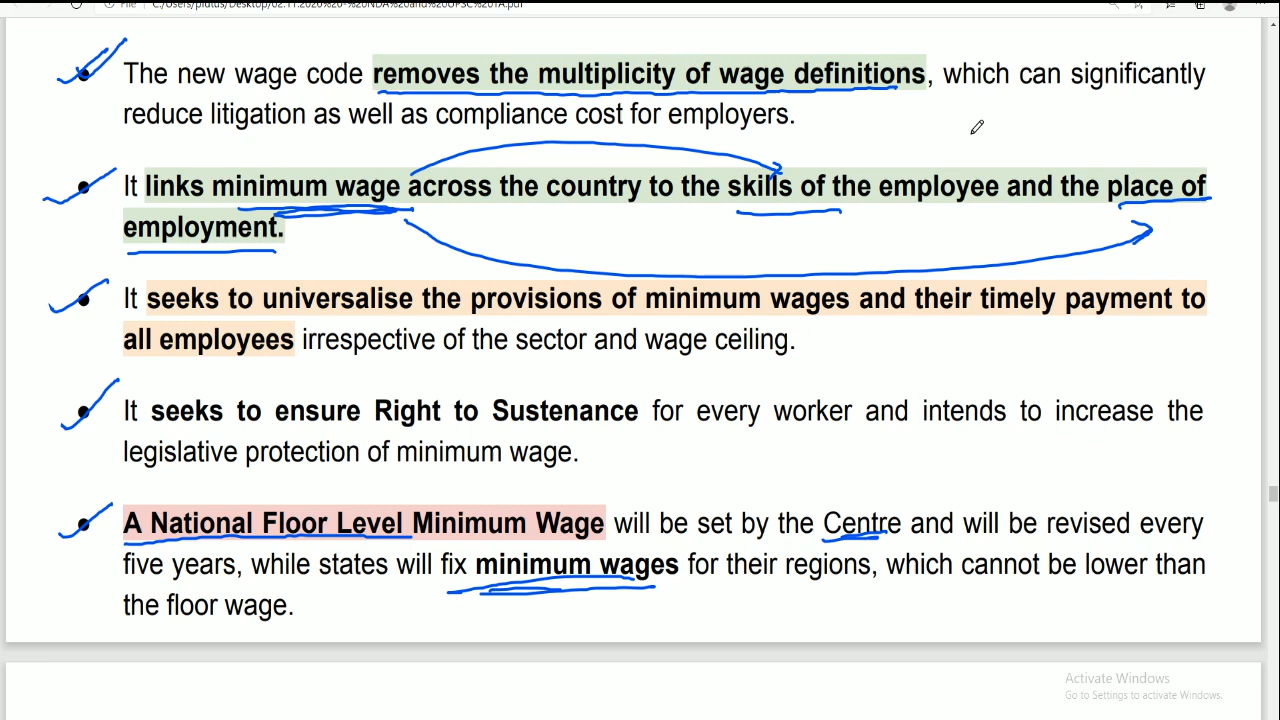 File
The new wage code removes the multiplicity of wage definitions, which can significantly
reduce litigation as well as compliance cost for employers.
It links minimum wage across the country to the skills of the employee and the place of
employment.
It seeks to universalise the provisions of minimum wages and their timely payment to
all employees irrespective of the sector and wage ceiling.
It seeks to ensure Right to Sustenance for every worker and intends to increase the
legislative protection of minimum wage.
A National Floor Level Minimum Wage will be set by the Centre and will be revised every
five years, while states will fix minimum wages for their regions, which cannot be lower than
the floor wage.
Activate Windows
Go to Settings to activate Windows.